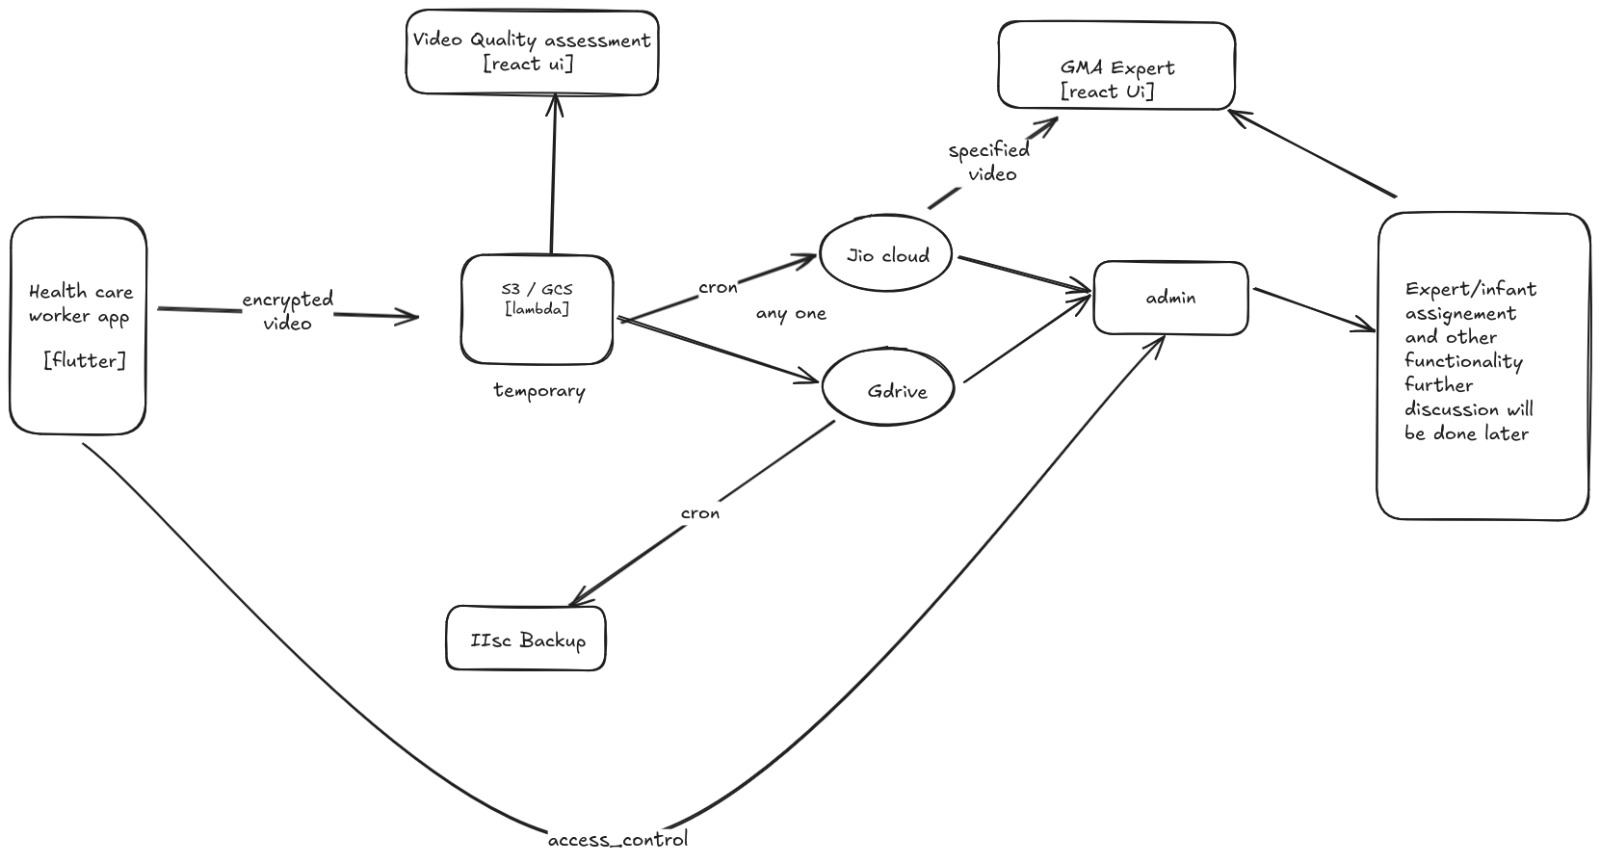 Video Quality assessment
[react ui]
GMA Expert
[react Ui]
specified
video
Health care
worker app
[flutter]
encrypted
video
S3 / GCS
[lambda]
temporary
cron
any one
Jio cloud
Gdrive
admin
Expert/infant
assignement
and other
functionality
further
discussion will
be done later
cron
IIsc Backup
access_control